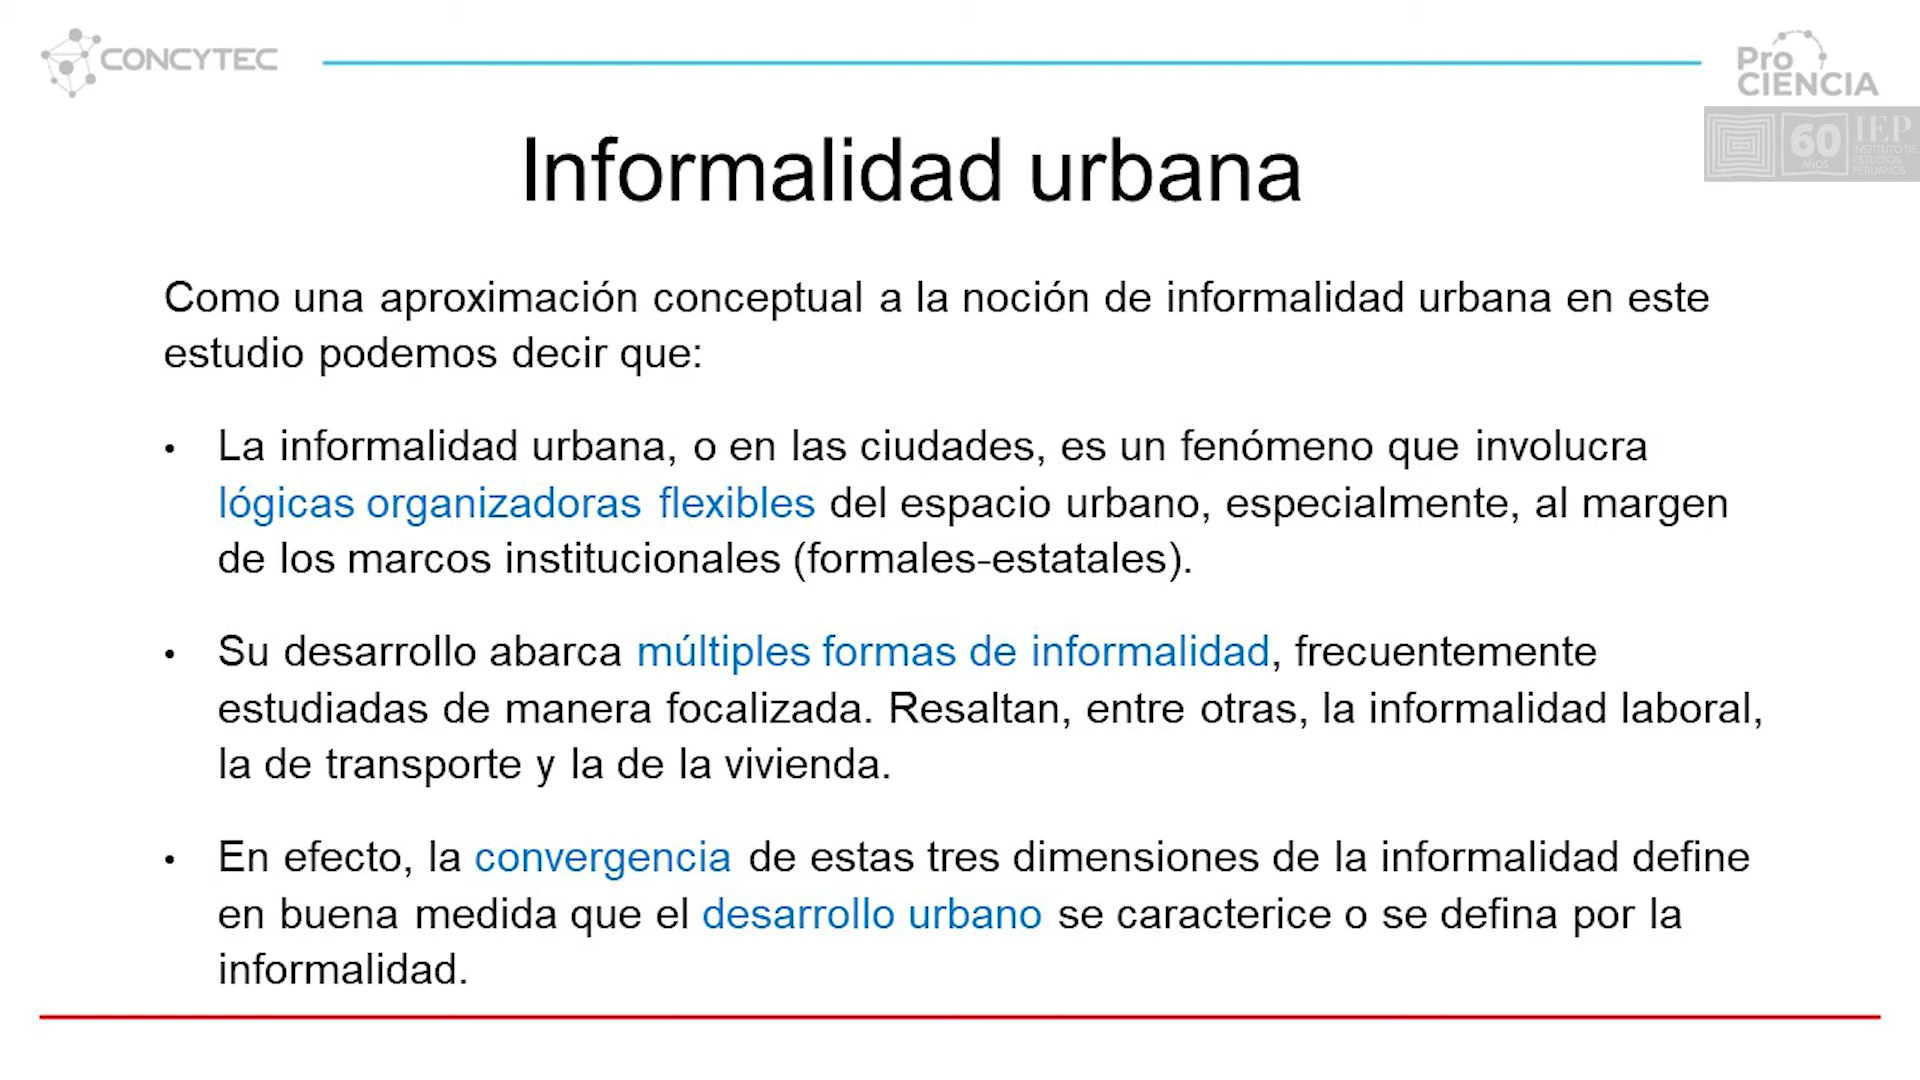 CONCYTEC
Pro
CIENCIA
60
AÑOS
IEP
INSTITUTO DE
ESTUDIOS
PERUANOS
Informalidad urbana
Como una aproximación conceptual a la noción de informalidad urbana en este
estudio podemos decir que:
• La informalidad urbana, o en las ciudades, es un fenómeno que involucra
lógicas organizadoras flexibles del espacio urbano, especialmente, al margen
de los marcos institucionales (formales-estatales).
• Su desarrollo abarca múltiples formas de informalidad, frecuentemente
estudiadas de manera focalizada. Resaltan, entre otras, la informalidad laboral,
la de transporte y la de la vivienda.
• En efecto, la convergencia de estas tres dimensiones de la informalidad define
en buena medida que el desarrollo urbano se caracterice o se defina por la
informalidad.